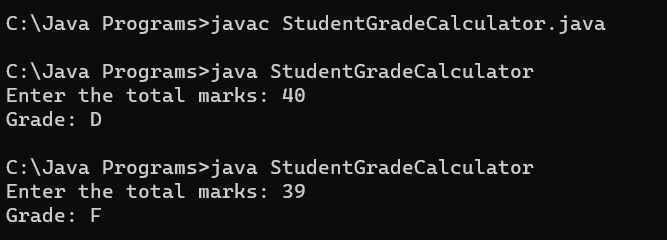 C:\Java Programs>javac StudentGradeCalculator.java
C:\Java Programs>java StudentGradeCalculator
Enter the total marks: 40
Grade: D
C:\Java Programs>java StudentGradeCalculator
Enter the total marks: 39
Grade: F